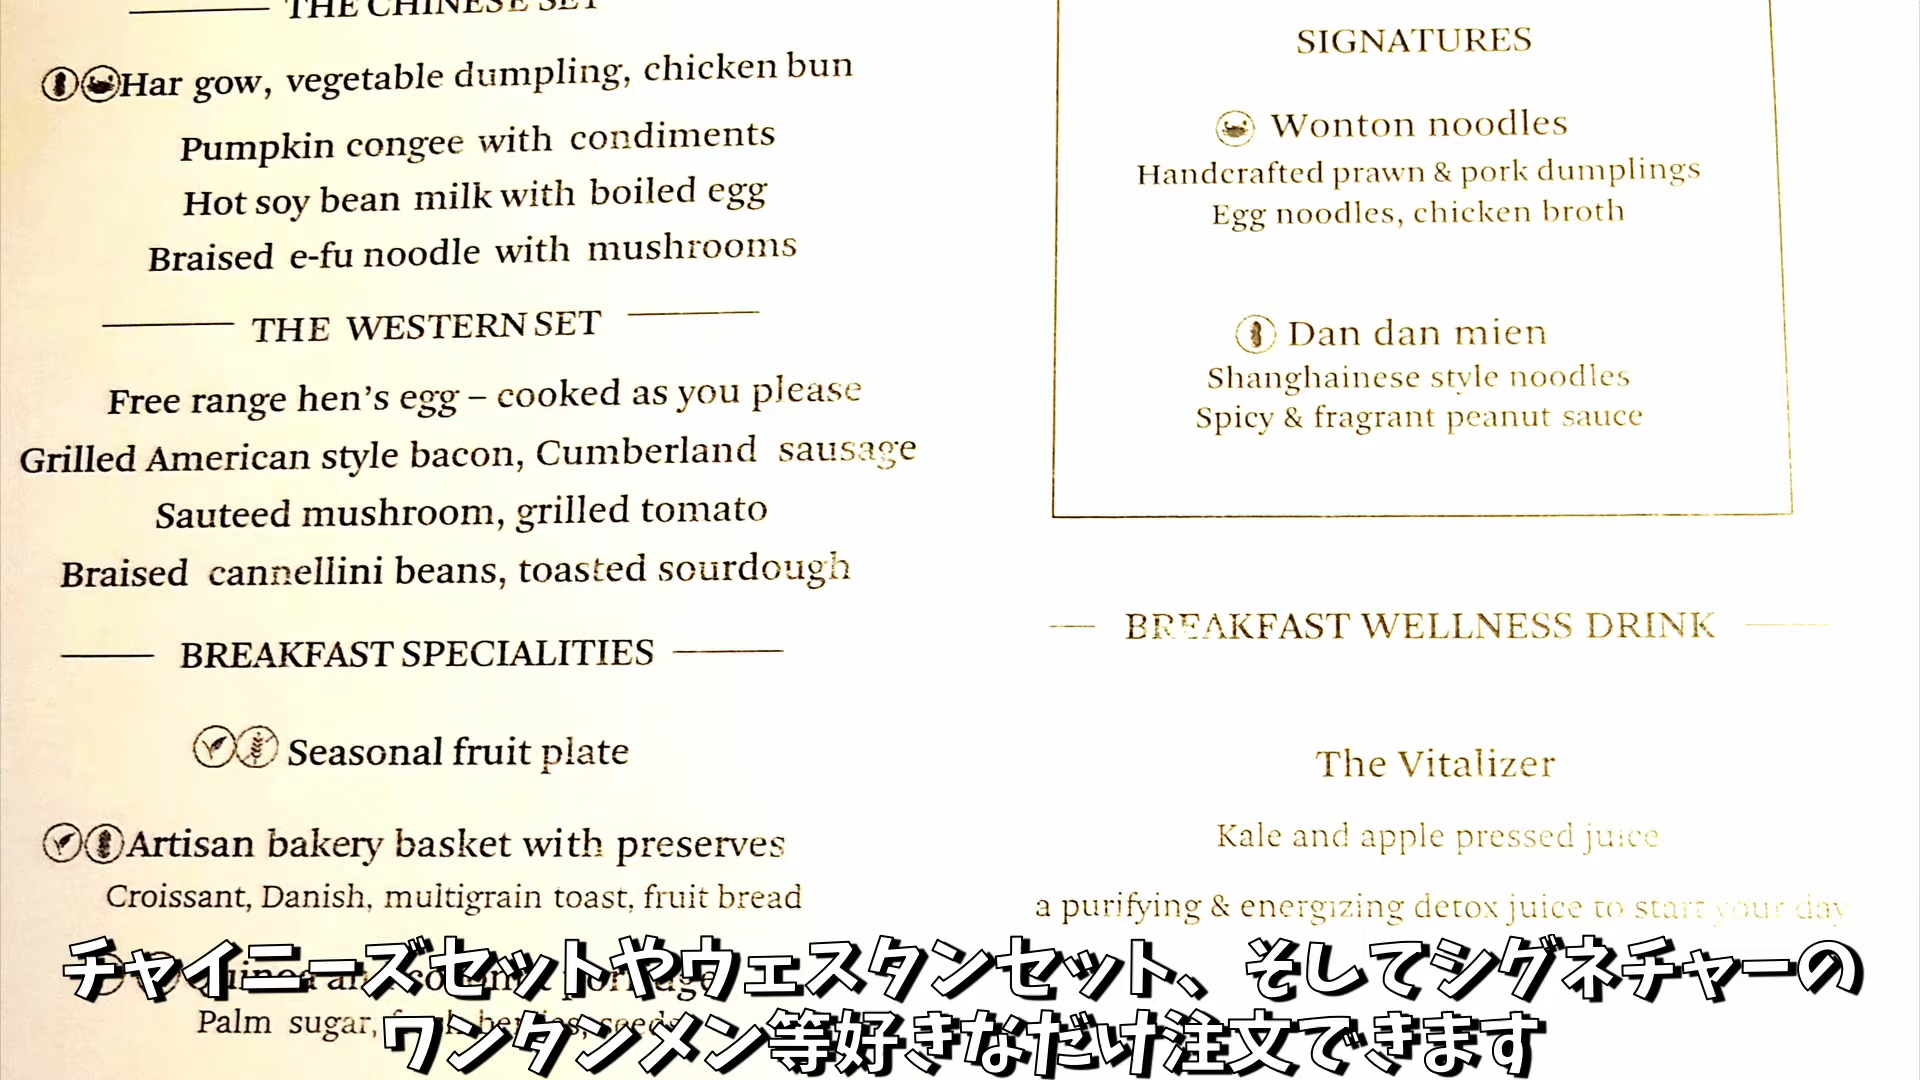 THE CHINESE SET
Har gow, vegetable dumpling, chicken bun
Pumpkin congee with condiments
Hot soy bean milk with boiled egg
Braised e-fu noodle with mushrooms
THE WESTERN SET
Free range hen's egg – cooked as you please
Grilled American style bacon, Cumberland sausage
Sauteed mushroom, grilled tomato
Braised cannellini beans, toasted sourdough
BREAKFAST SPECIALITIES
Seasonal fruit plate
Artisan bakery basket with preserves
Croissant, Danish, multigrain toast, fruit bread
Palm sugar,
SIGNATURES
Wonton noodles
Handcrafted prawn & pork dumplings
Egg noodles, chicken broth
Dan dan mien
Shanghainese style noodles
Spicy & fragrant peanut sauce
BREAKFAST WELLNESS DRINK
The Vitalizer
Kale and apple pressed juice
a purifying & energizing detox juice to start your day
チャイニーズセットやウェスタンセット、そしてシグネチャーの
ワンタンメン等好きなだけ注文できます